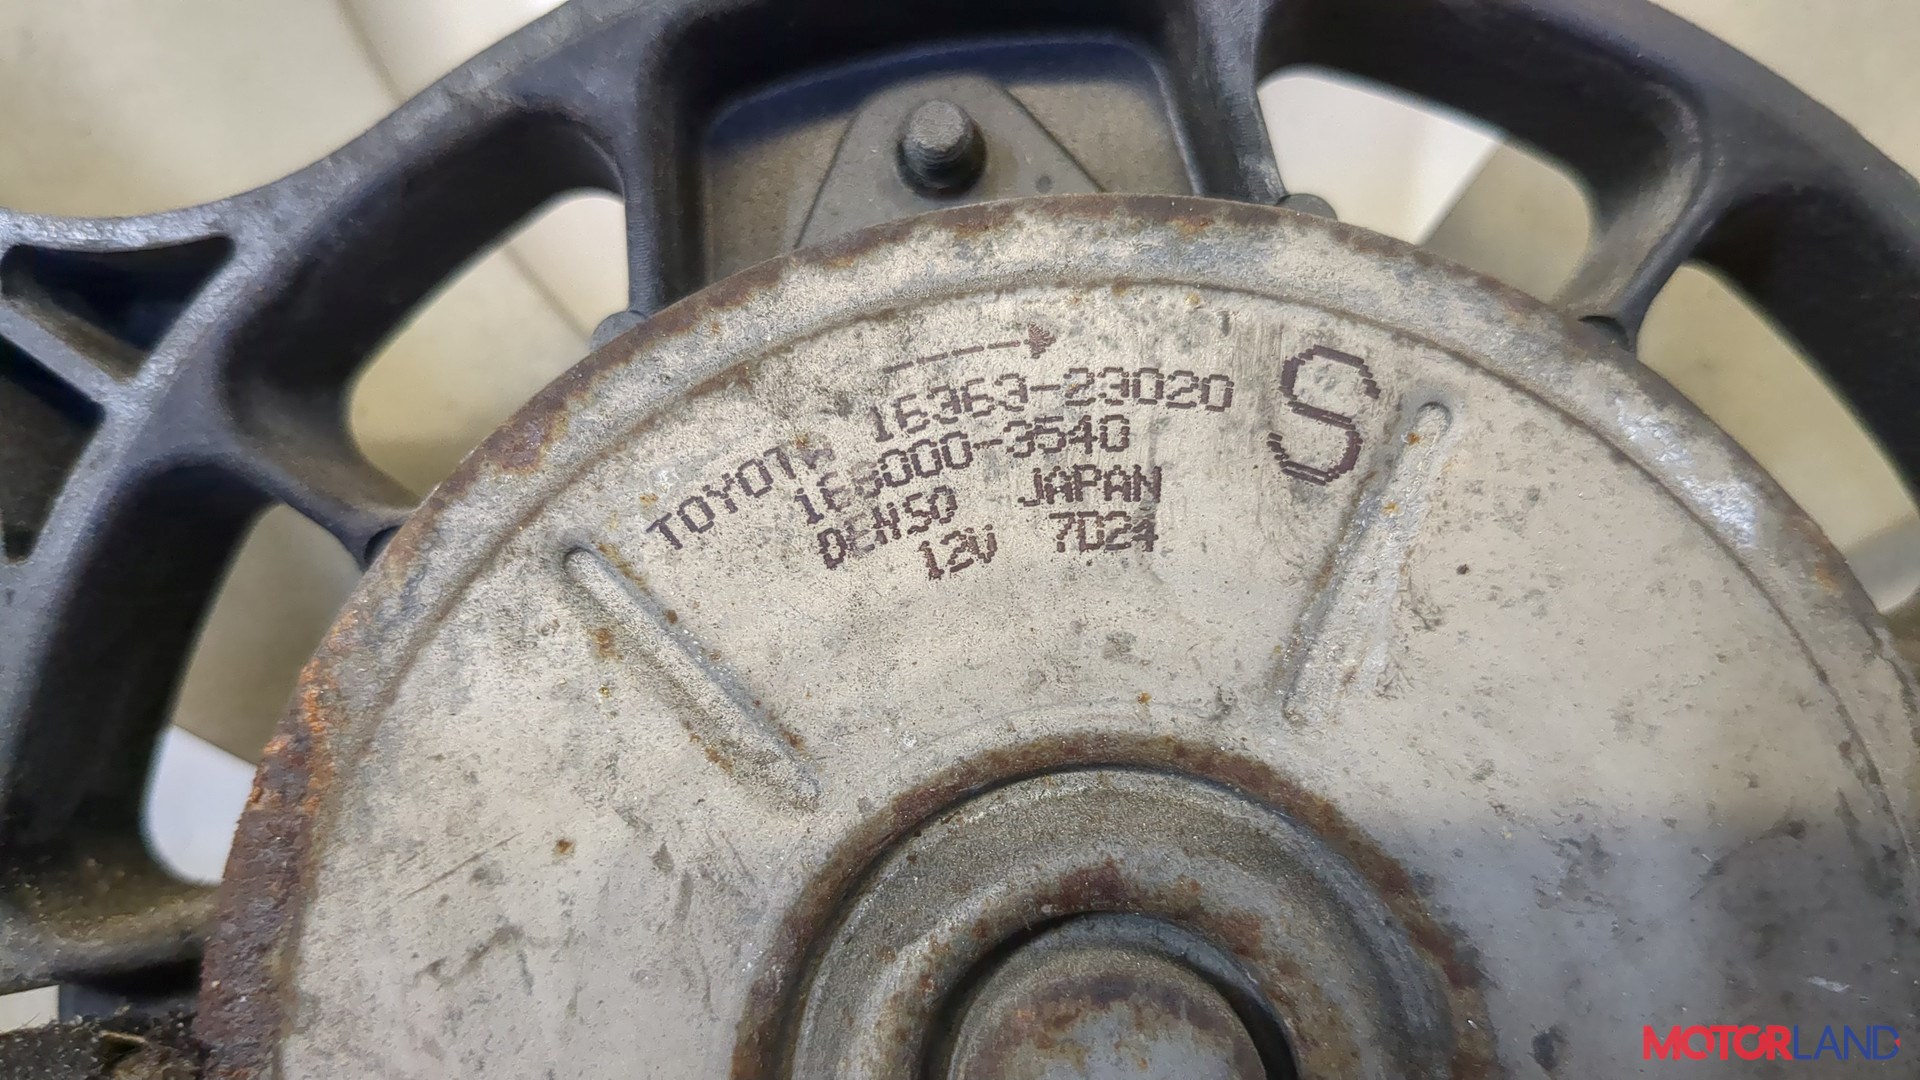 TOYOTA 16363-23020
168000-3540
DENSO JAPAN
12V 7D24
S
MOTORLAND